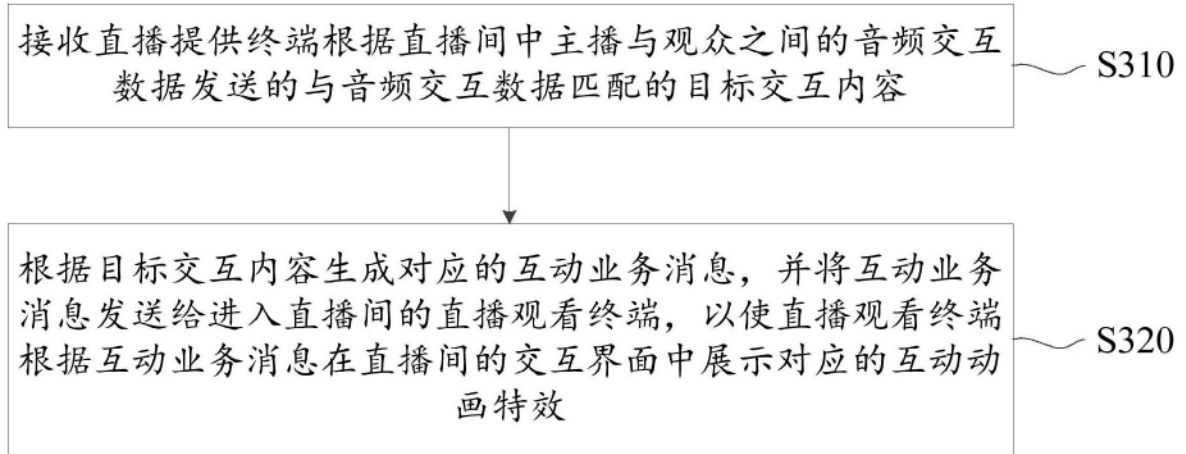 接收直播提供终端根据直播间中主播与观众之间的音频交互
数据发送的与音频交互数据匹配的目标交互内容
S310
根据目标交互内容生成对应的互动业务消息，并将互动业务
消息发送给进入直播间的直播观看终端，以使直播观看终端
根据互动业务消息在直播间的交互界面中展示对应的互动动
画特效
S320